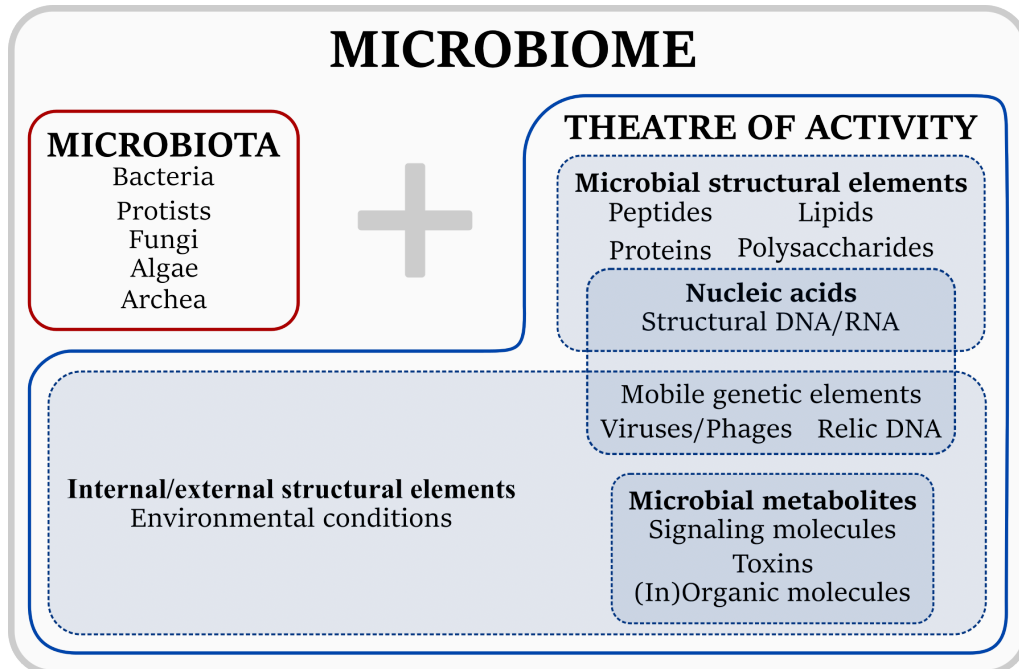 MICROBIOME
MICROBIOTA
Bacteria
Protists
Fungi
Algae
Archea
THEATRE OF ACTIVITY
Microbial structural elements
Peptides Lipids
Proteins Polysaccharides
Nucleic acids
Structural DNA/RNA
Mobile genetic elements
Viruses/Phages Relic DNA
Internal/external structural elements
Environmental conditions
Microbial metabolites
Signaling molecules
Toxins
(In)Organic molecules